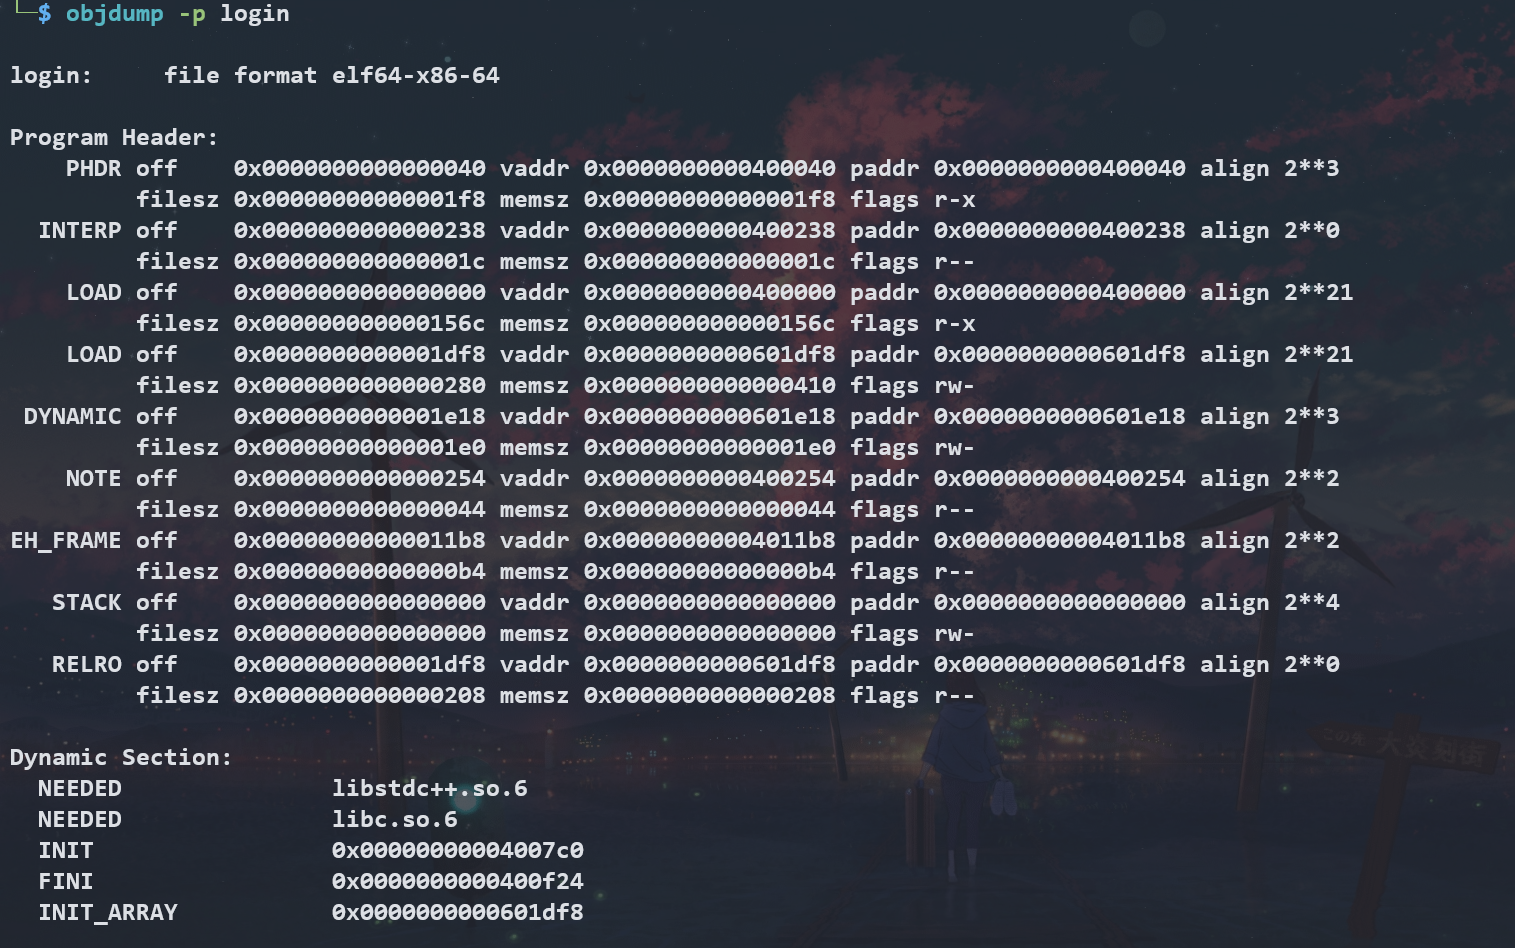 └─$ objdump -p login
login:     file format elf64-x86-64
Program Header:
    PHDR off    0x0000000000000040 vaddr 0x0000000000400040 paddr 0x0000000000400040 align 2**3
         filesz 0x00000000000001f8 memsz 0x00000000000001f8 flags r-x
  INTERP off    0x0000000000000238 vaddr 0x0000000000400238 paddr 0x0000000000400238 align 2**0
         filesz 0x000000000000001c memsz 0x000000000000001c flags r--
    LOAD off    0x0000000000000000 vaddr 0x0000000000400000 paddr 0x0000000000400000 align 2**21
         filesz 0x000000000000156c memsz 0x000000000000156c flags r-x
    LOAD off    0x0000000000001df8 vaddr 0x0000000000601df8 paddr 0x0000000000601df8 align 2**21
         filesz 0x0000000000000280 memsz 0x0000000000000410 flags rw-
 DYNAMIC off    0x0000000000001e18 vaddr 0x0000000000601e18 paddr 0x0000000000601e18 align 2**3
         filesz 0x00000000000001e0 memsz 0x00000000000001e0 flags rw-
    NOTE off    0x0000000000000254 vaddr 0x0000000000400254 paddr 0x0000000000400254 align 2**2
         filesz 0x0000000000000044 memsz 0x0000000000000044 flags r--
EH_FRAME off    0x00000000000011b8 vaddr 0x00000000004011b8 paddr 0x00000000004011b8 align 2**2
         filesz 0x00000000000000b4 memsz 0x00000000000000b4 flags r--
   STACK off    0x0000000000000000 vaddr 0x0000000000000000 paddr 0x0000000000000000 align 2**4
         filesz 0x0000000000000000 memsz 0x0000000000000000 flags rw-
   RELRO off    0x0000000000001df8 vaddr 0x0000000000601df8 paddr 0x0000000000601df8 align 2**0
         filesz 0x0000000000000208 memsz 0x0000000000000208 flags r--
Dynamic Section:
  NEEDED               libstdc++.so.6
  NEEDED               libc.so.6
  INIT                 0x00000000004007c0
  FINI                 0x0000000000400f24
  INIT_ARRAY           0x0000000000601df8